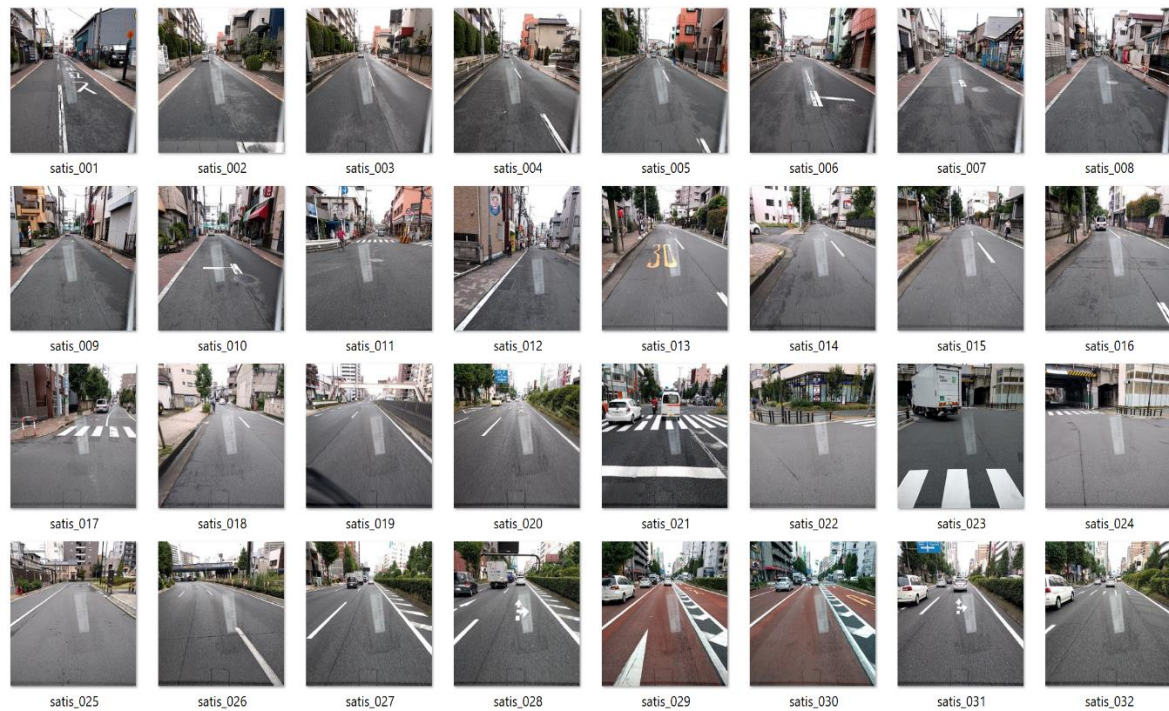 satis_001 satis_002 satis_003 satis_004 satis_005 satis_006 satis_007 satis_008
30
satis_009 satis_010 satis_011 satis_012 satis_013 satis_014 satis_015 satis_016
satis_017 satis_018 satis_019 satis_020 satis_021 satis_022 satis_023 satis_024
satis_025 satis_026 satis_027 satis_028 satis_029 satis_030 satis_031 satis_032